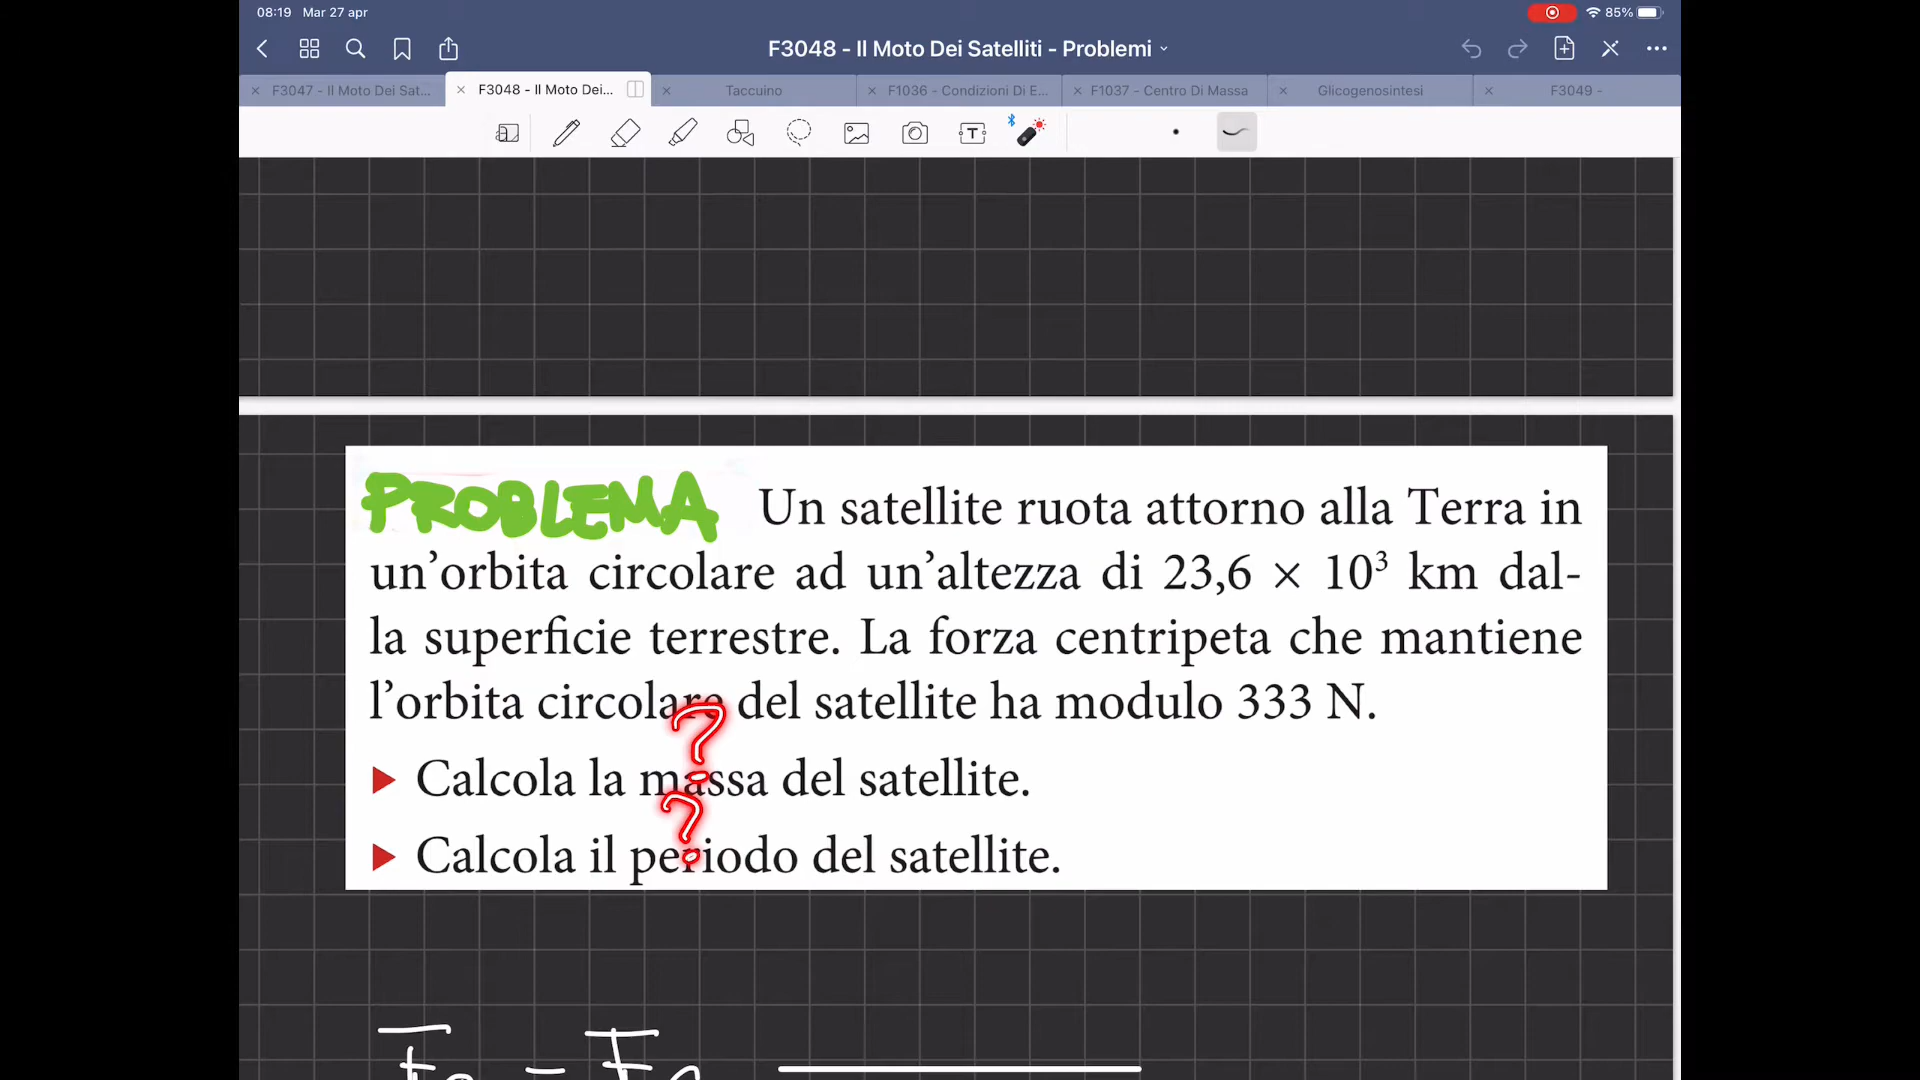 08:19 Mar 27 apr
85%
F3048 - Il Moto Dei Satelliti - Problemi
F3047 - Il Moto Dei Sat...
F3048 - Il Moto Dei...
Taccuino
F1036 - Condizioni Di E...
F1037 - Centro Di Massa
Glicogenosintesi
F3049 -
T
PROBLEMA Un satellite ruota attorno alla Terra in
un'orbita circolare ad un'altezza di 23,6 × 10³ km dal-
la superficie terrestre. La forza centripeta che mantiene
l'orbita circolare del satellite ha modulo 333 N.
?
Calcola la massa del satellite.
?
Calcola il periodo del satellite.